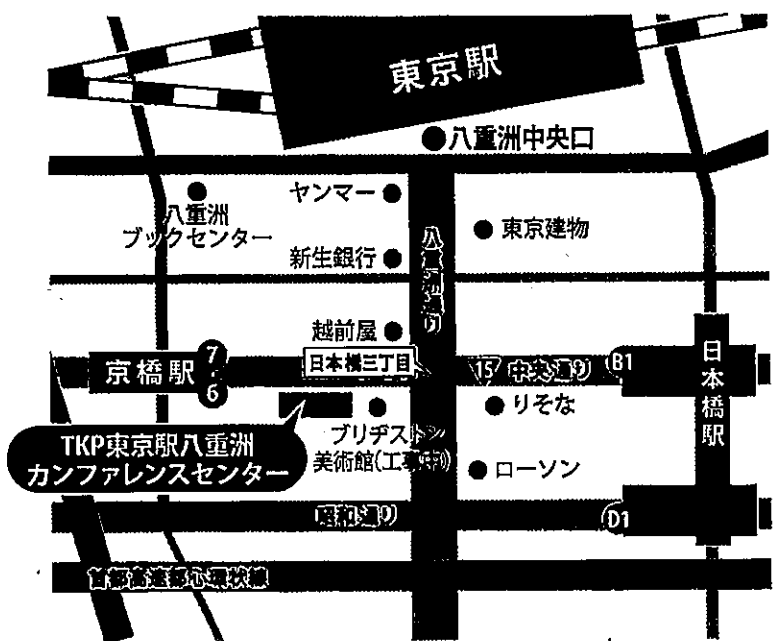 東京駅
八重洲中央口
ヤンマー
八重洲
ブックセンター
東京建物
新生銀行
八重洲通り
越前屋
日本橋三丁目
京橋駅
7・6
15 中央通り
B1
日本橋駅
りそな
ブリヂストン
美術館(工事中)
TKP東京駅八重洲
カンファレンスセンター
ローソン
昭和通り
D1
首都高速都心環状線